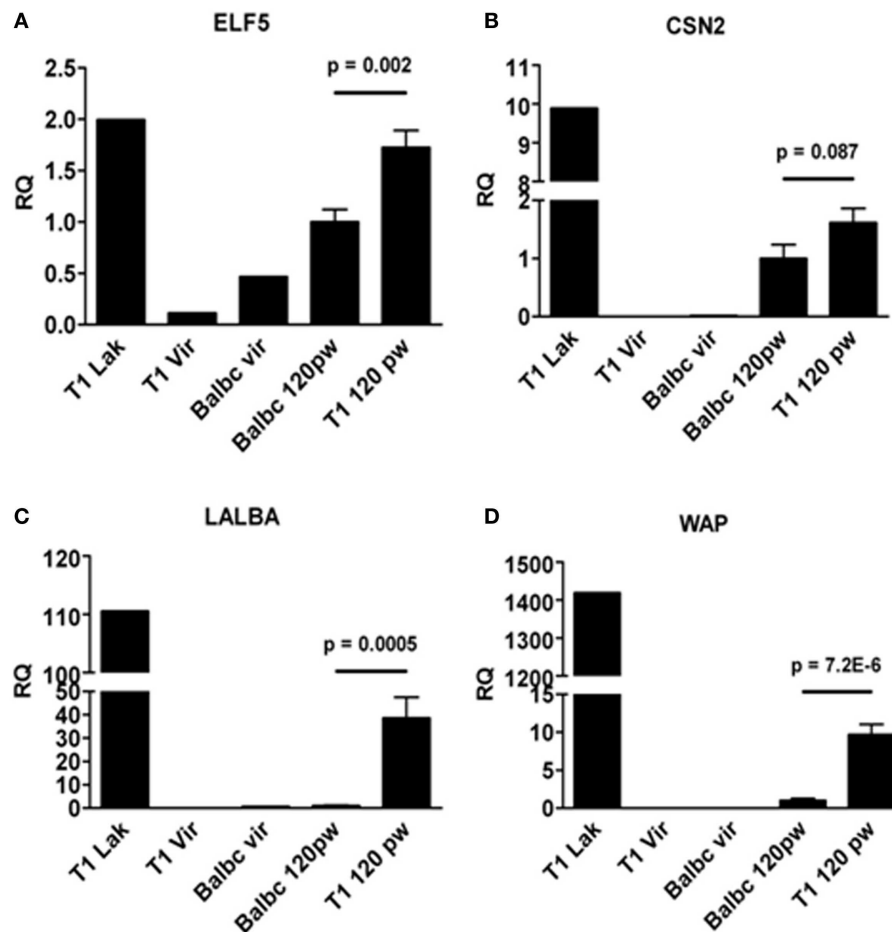 A
ELF5
p = 0.002
RQ
2.5
2.0
1.5
1.0
0.5
0.0
T1 Lak
T1 Vir
Balbc vir
Balbc 120pw
T1 120 pw
B
CSN2
p = 0.087
RQ
11
10
9
8
2
1
0
T1 Lak
T1 Vir
Balbc vir
Balbc 120pw
T1 120 pw
C
LALBA
p = 0.0005
RQ
120
110
100
50
40
30
20
10
0
T1 Lak
T1 Vir
Balbc vir
Balbc 120pw
T1 120 pw
D
WAP
p = 7.2E-6
RQ
1500
1400
1300
1200
15
10
5
0
T1 Lak
T1 Vir
Balbc vir
Balbc 120pw
T1 120 pw